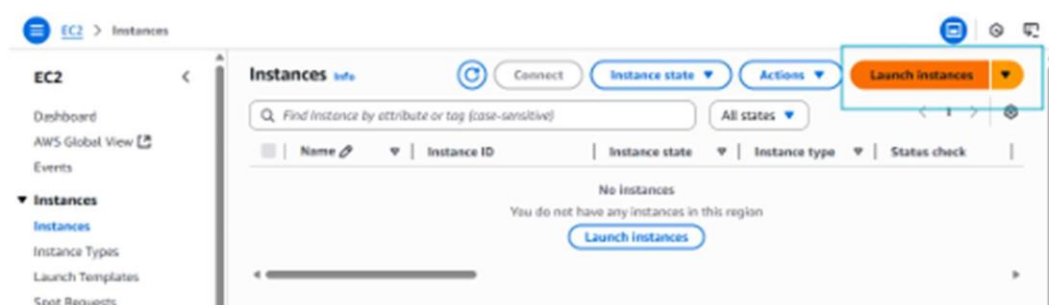 EC2 > Instances
EC2
Dashboard
AWS Global View
Events
Instances
Instances
Instance Types
Launch Templates
Spot Requests
Instances Info
Connect
Instance state
Actions
Launch instances
Find Instance by attribute or tag (case-sensitive)
All states
1
Name
Instance ID
Instance state
Instance type
Status check
No instances
You do not have any instances in this region
Launch instances